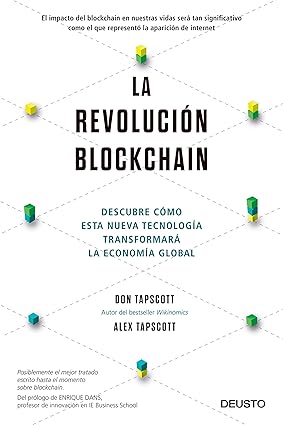 El impacto del blockchain en nuestras vidas será tan significativo
como el que representó la aparición de internet
LA
REVOLUCIÓN
BLOCKCHAIN
DESCUBRE CÓMO
ESTA NUEVA TECNOLOGÍA
TRANSFORMARÁ
LA ECONOMÍA GLOBAL
DON TAPSCOTT
Autor del bestseller Wikinomics
ALEX TAPSCOTT
Posiblemente el mejor tratado
escrito hasta el momento
sobre blockchain.
Del prólogo de ENRIQUE DANS,
profesor de innovación en IE Business School
DEUSTO